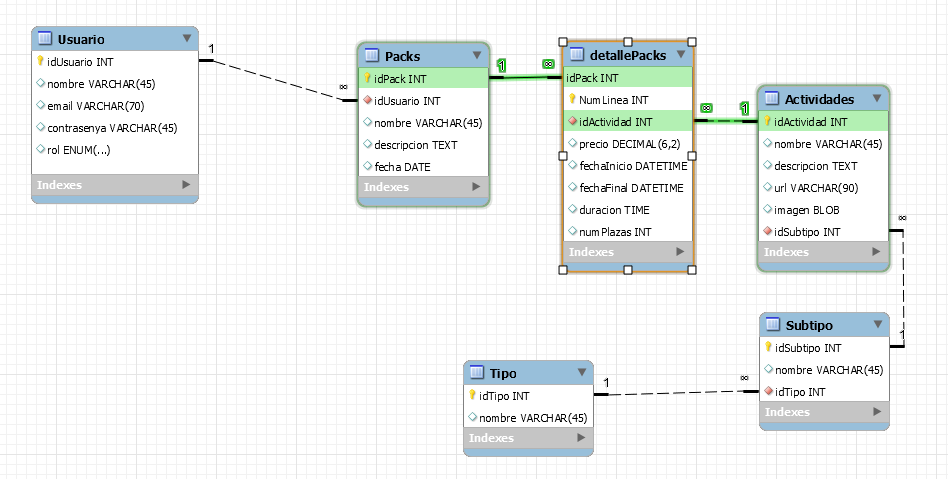 Usuario
idUsuario INT
nombre VARCHAR(45)
email VARCHAR(70)
contrasenya VARCHAR(45)
rol ENUM(...)
Indexes
1
∞
Packs
idPack INT
idUsuario INT
nombre VARCHAR(45)
descripcion TEXT
fecha DATE
Indexes
1
∞
detallePacks
idPack INT
NumLinea INT
idActividad INT
precio DECIMAL(6,2)
fechaInicio DATETIME
fechaFinal DATETIME
duracion TIME
numPlazas INT
Indexes
∞
1
Actividades
idActividad INT
nombre VARCHAR(45)
descripcion TEXT
url VARCHAR(90)
imagen BLOB
idSubtipo INT
Indexes
∞
1
Subtipo
idSubtipo INT
nombre VARCHAR(45)
idTipo INT
Indexes
Tipo
idTipo INT
nombre VARCHAR(45)
Indexes
1
∞